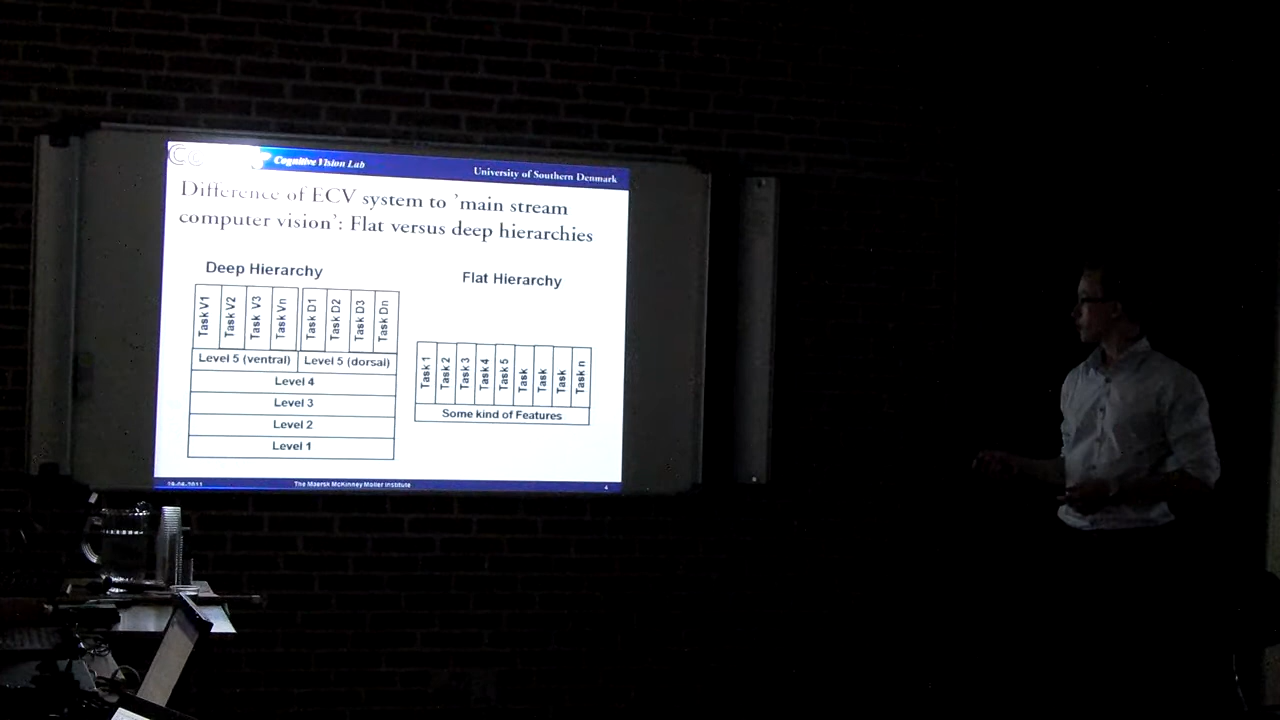 Cognitive Vision Lab
University of Southern Denmark
Difference of ECV system to 'main stream
computer vision': Flat versus deep hierarchies
Deep Hierarchy
Task V1
Task V2
Task V3
Task Vn
Task D1
Task D2
Task D3
Task Dn
Level 5 (ventral)
Level 5 (dorsal)
Level 4
Level 3
Level 2
Level 1
Flat Hierarchy
Task 1
Task 2
Task 3
Task 4
Task 5
Task
Task
Task
Task n
Some kind of Features
The Maersk McKinney Moller Institute
4